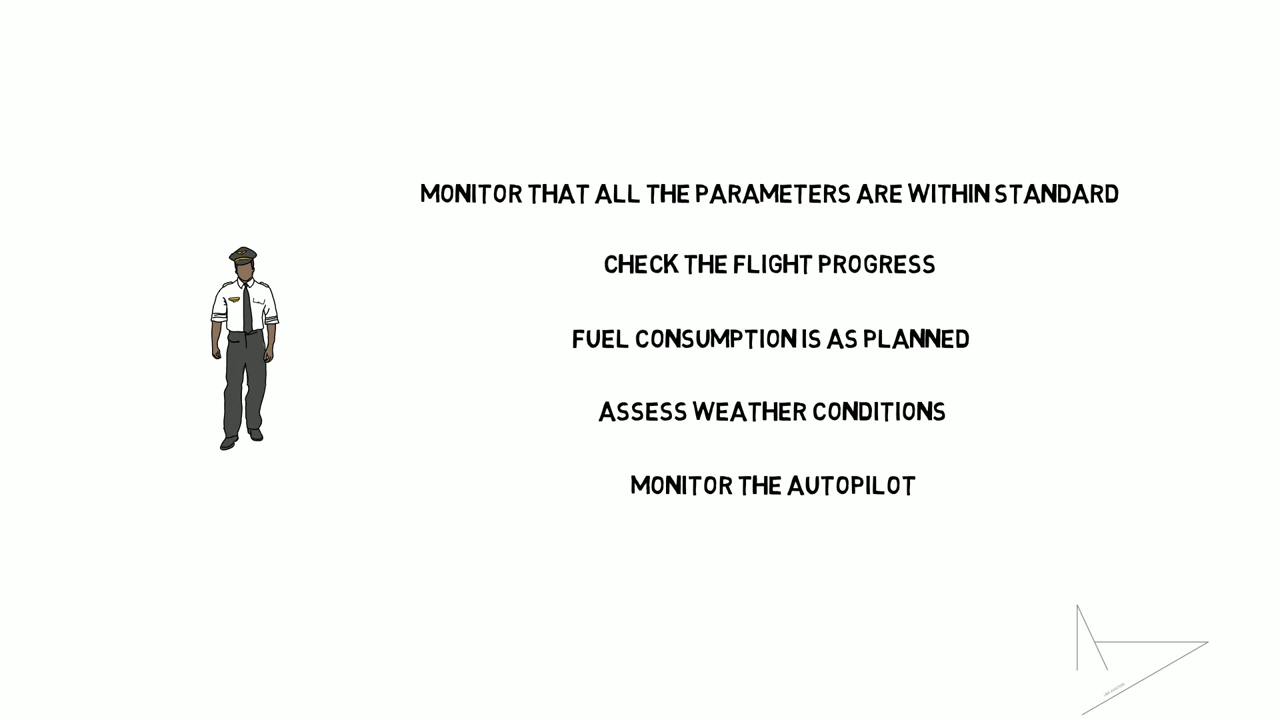 MONITOR THAT ALL THE PARAMETERS ARE WITHIN STANDARD
CHECK THE FLIGHT PROGRESS
FUEL CONSUMPTION IS AS PLANNED
ASSESS WEATHER CONDITIONS
MONITOR THE AUTOPILOT